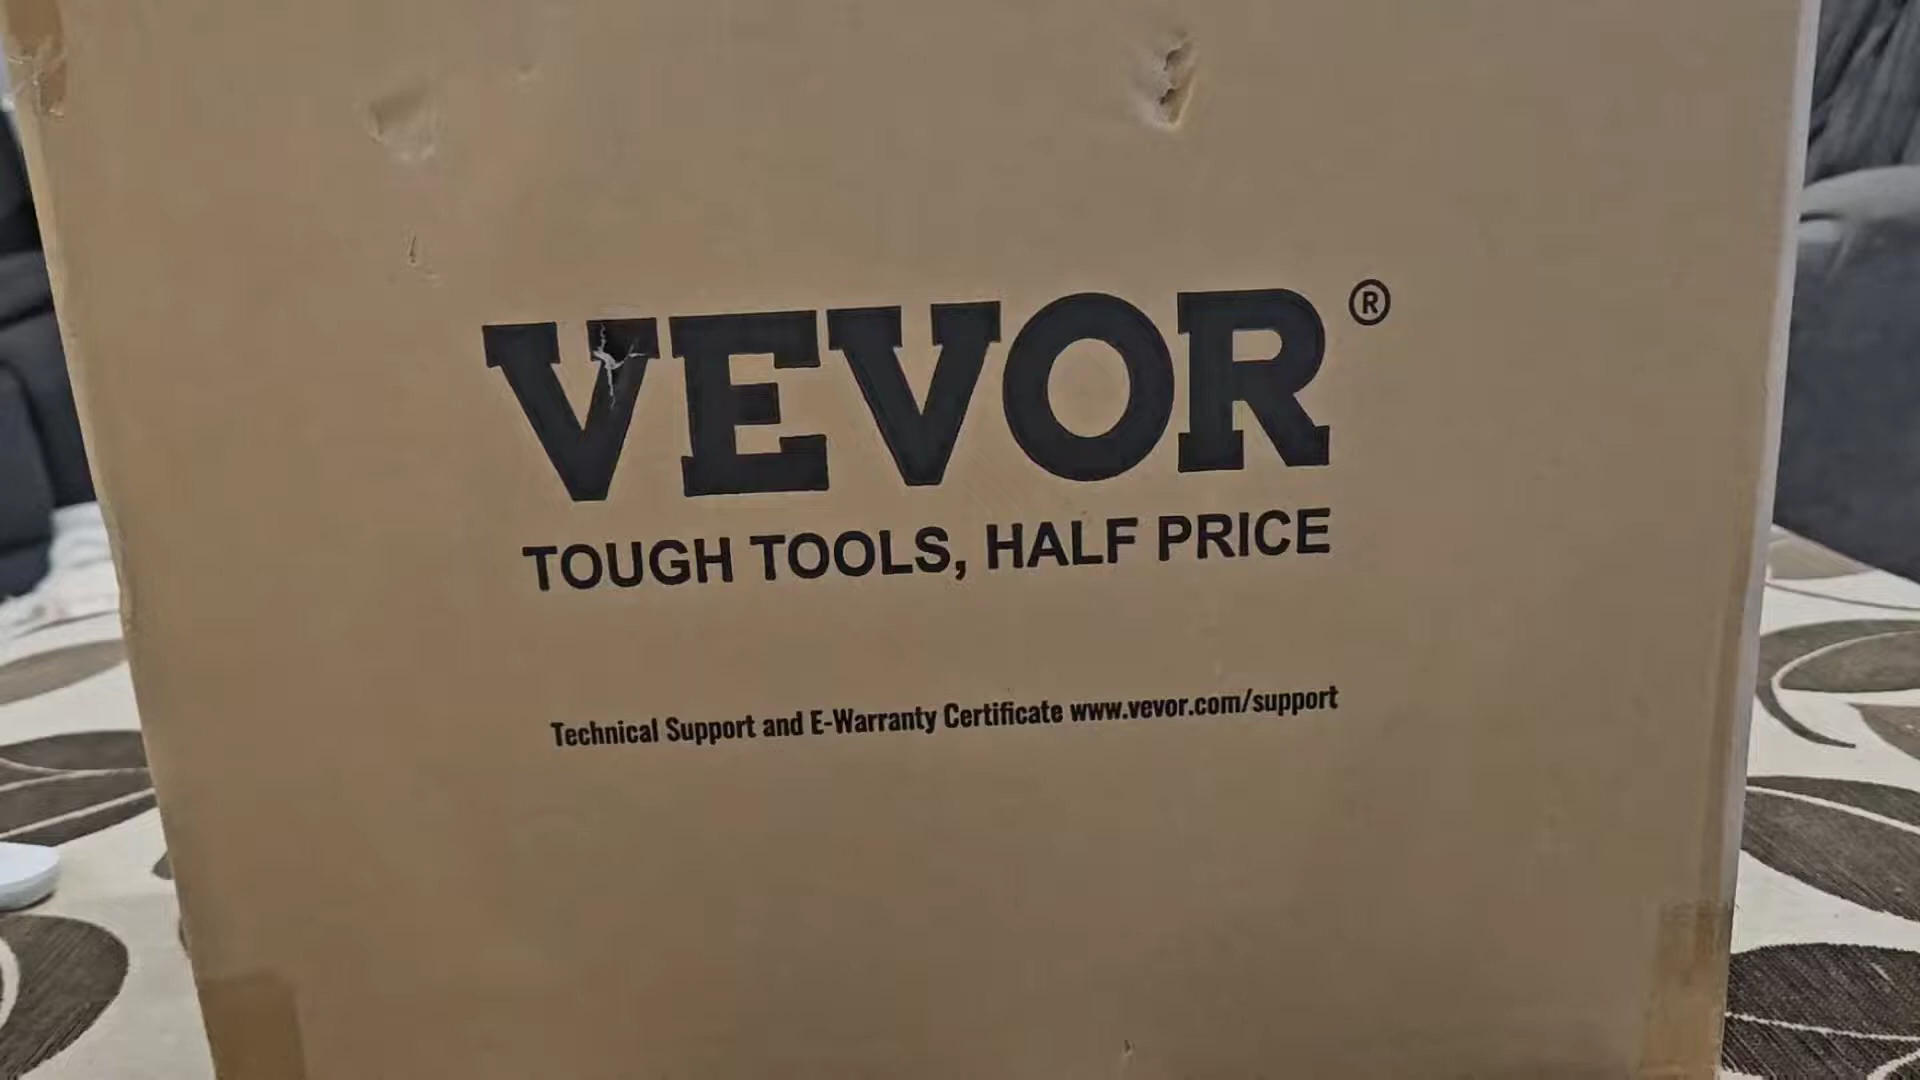 VEVOR®
TOUGH TOOLS, HALF PRICE
Technical Support and E-Warranty Certificate www.vevor.com/support